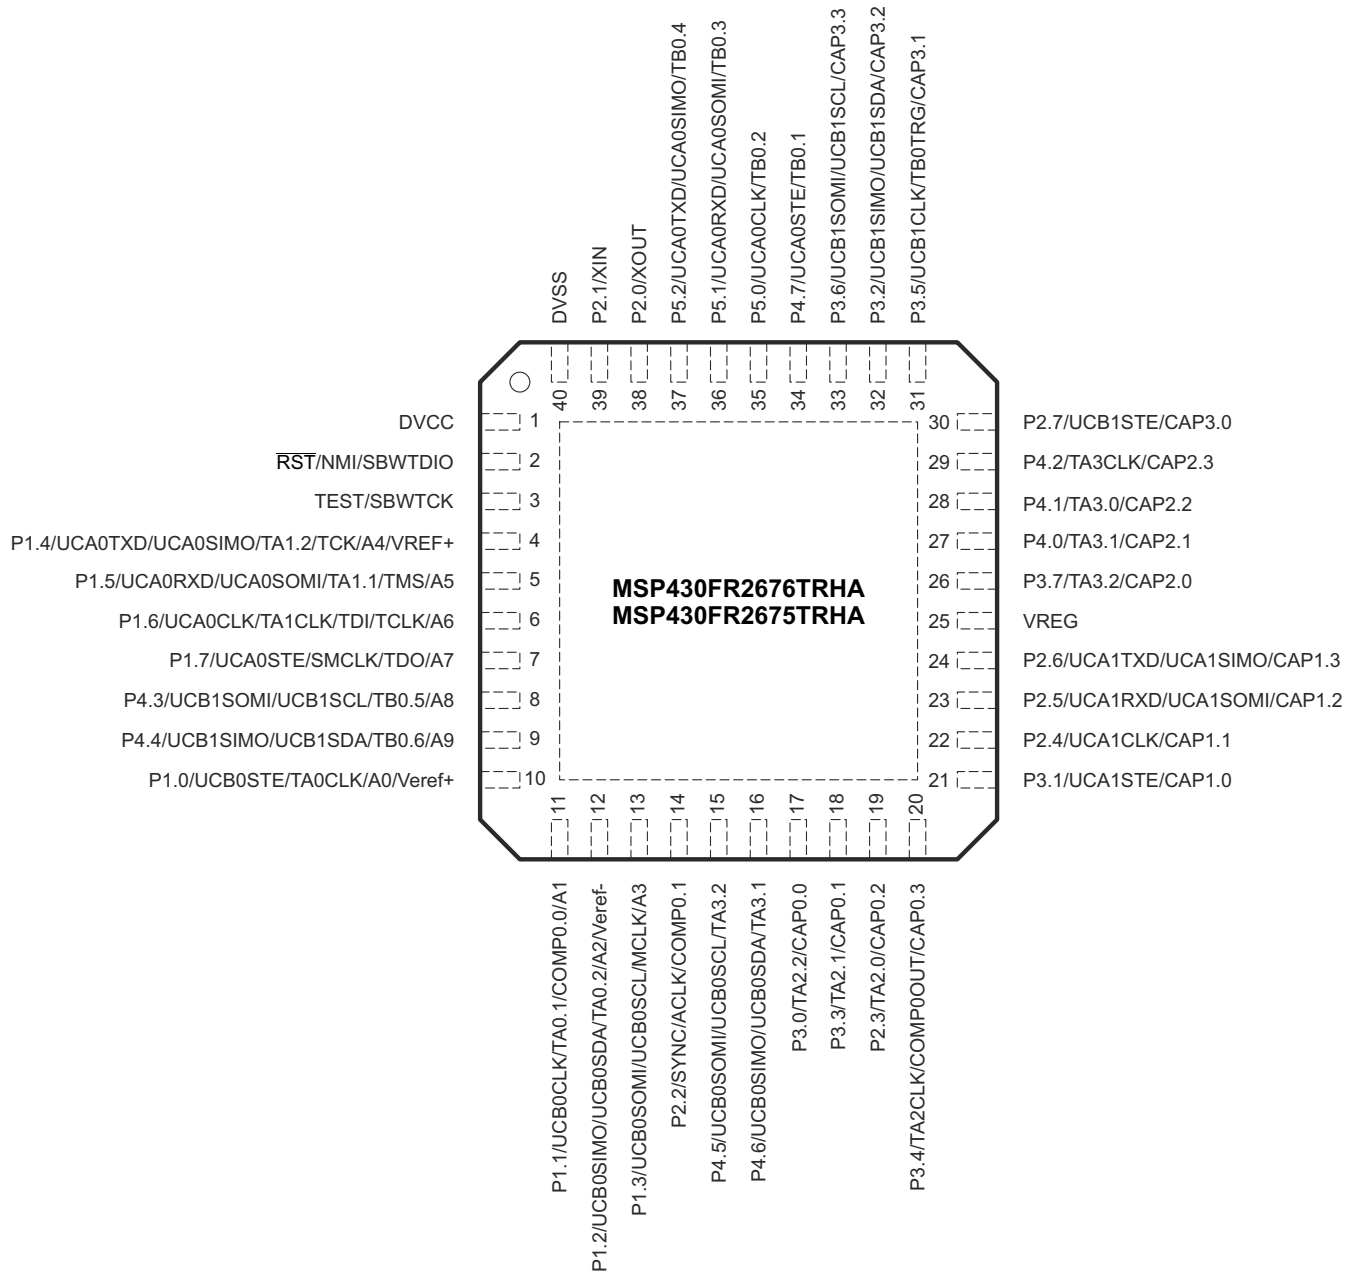 DVSS
P2.1/XIN
P2.0/XOUT
P5.2/UCA0TXD/UCA0SIMO/TB0.4
P5.1/UCA0RXD/UCA0SOMI/TB0.3
P5.0/UCA0CLK/TB0.2
P4.7/UCA0STE/TB0.1
P3.6/UCB1SOMI/UCB1SCL/CAP3.3
P3.2/UCB1SIMO/UCB1SDA/CAP3.2
P3.5/UCB1CLK/TB0TRG/CAP3.1
40
39
38
37
36
35
34
33
32
31
DVCC
1
R̅S̅T̅/NMI/SBWTDIO
2
TEST/SBWTCK
3
P1.4/UCA0TXD/UCA0SIMO/TA1.2/TCK/A4/VREF+
4
P1.5/UCA0RXD/UCA0SOMI/TA1.1/TMS/A5
5
P1.6/UCA0CLK/TA1CLK/TDI/TCLK/A6
6
P1.7/UCA0STE/SMCLK/TDO/A7
7
P4.3/UCB1SOMI/UCB1SCL/TB0.5/A8
8
P4.4/UCB1SIMO/UCB1SDA/TB0.6/A9
9
P1.0/UCB0STE/TA0CLK/A0/Veref+
10
MSP430FR2676TRHA
MSP430FR2675TRHA
30
P2.7/UCB1STE/CAP3.0
29
P4.2/TA3CLK/CAP2.3
28
P4.1/TA3.0/CAP2.2
27
P4.0/TA3.1/CAP2.1
26
P3.7/TA3.2/CAP2.0
25
VREG
24
P2.6/UCA1TXD/UCA1SIMO/CAP1.3
23
P2.5/UCA1RXD/UCA1SOMI/CAP1.2
22
P2.4/UCA1CLK/CAP1.1
21
P3.1/UCA1STE/CAP1.0
11
12
13
14
15
16
17
18
19
20
P1.1/UCB0CLK/TA0.1/COMP0.0/A1
P1.2/UCB0SIMO/UCB0SDA/TA0.2/A2/Veref-
P1.3/UCB0SOMI/UCB0SCL/MCLK/A3
P2.2/SYNC/ACLK/COMP0.1
P4.5/UCB0SOMI/UCB0SCL/TA3.2
P4.6/UCB0SIMO/UCB0SDA/TA3.1
P3.0/TA2.2/CAP0.0
P3.3/TA2.1/CAP0.1
P2.3/TA2.0/CAP0.2
P3.4/TA2CLK/COMP0OUT/CAP0.3